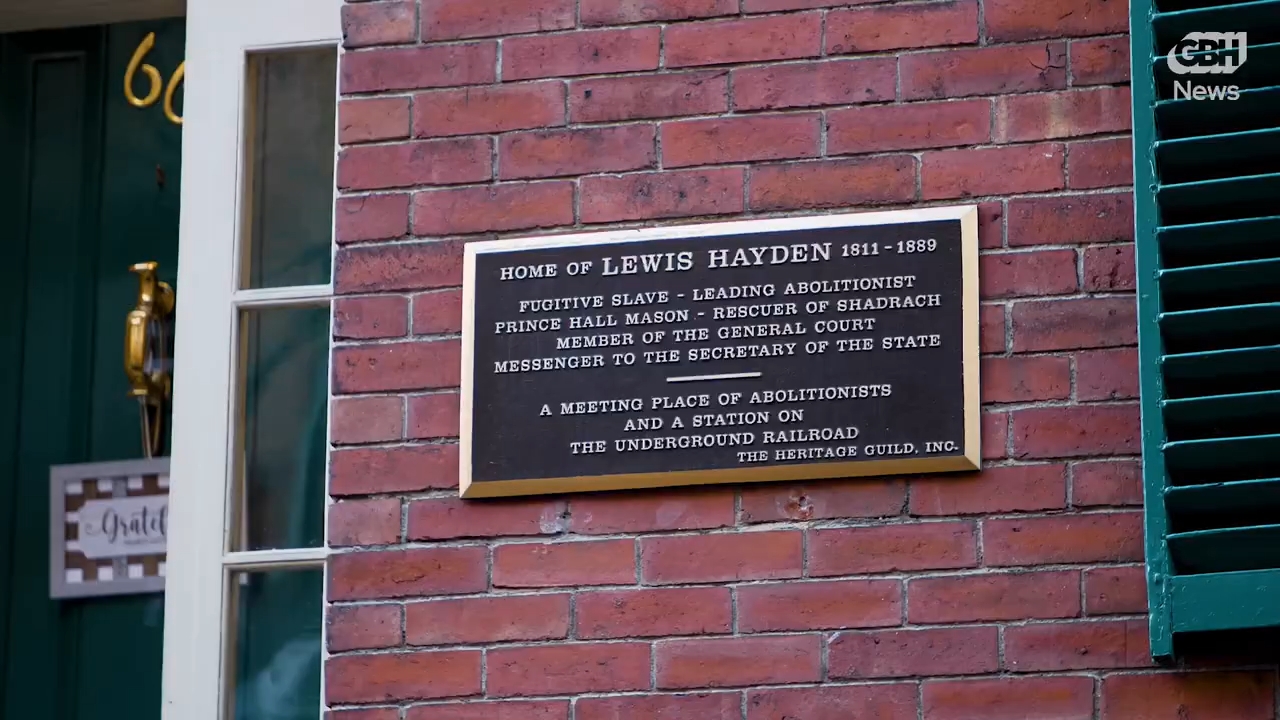 66
GBH
News
HOME OF LEWIS HAYDEN 1811-1889
FUGITIVE SLAVE - LEADING ABOLITIONIST
PRINCE HALL MASON - RESCUER OF SHADRACH
MEMBER OF THE GENERAL COURT
MESSENGER TO THE SECRETARY OF THE STATE
A MEETING PLACE OF ABOLITIONISTS
AND A STATION ON
THE UNDERGROUND RAILROAD
THE HERITAGE GUILD, INC.
Gratef